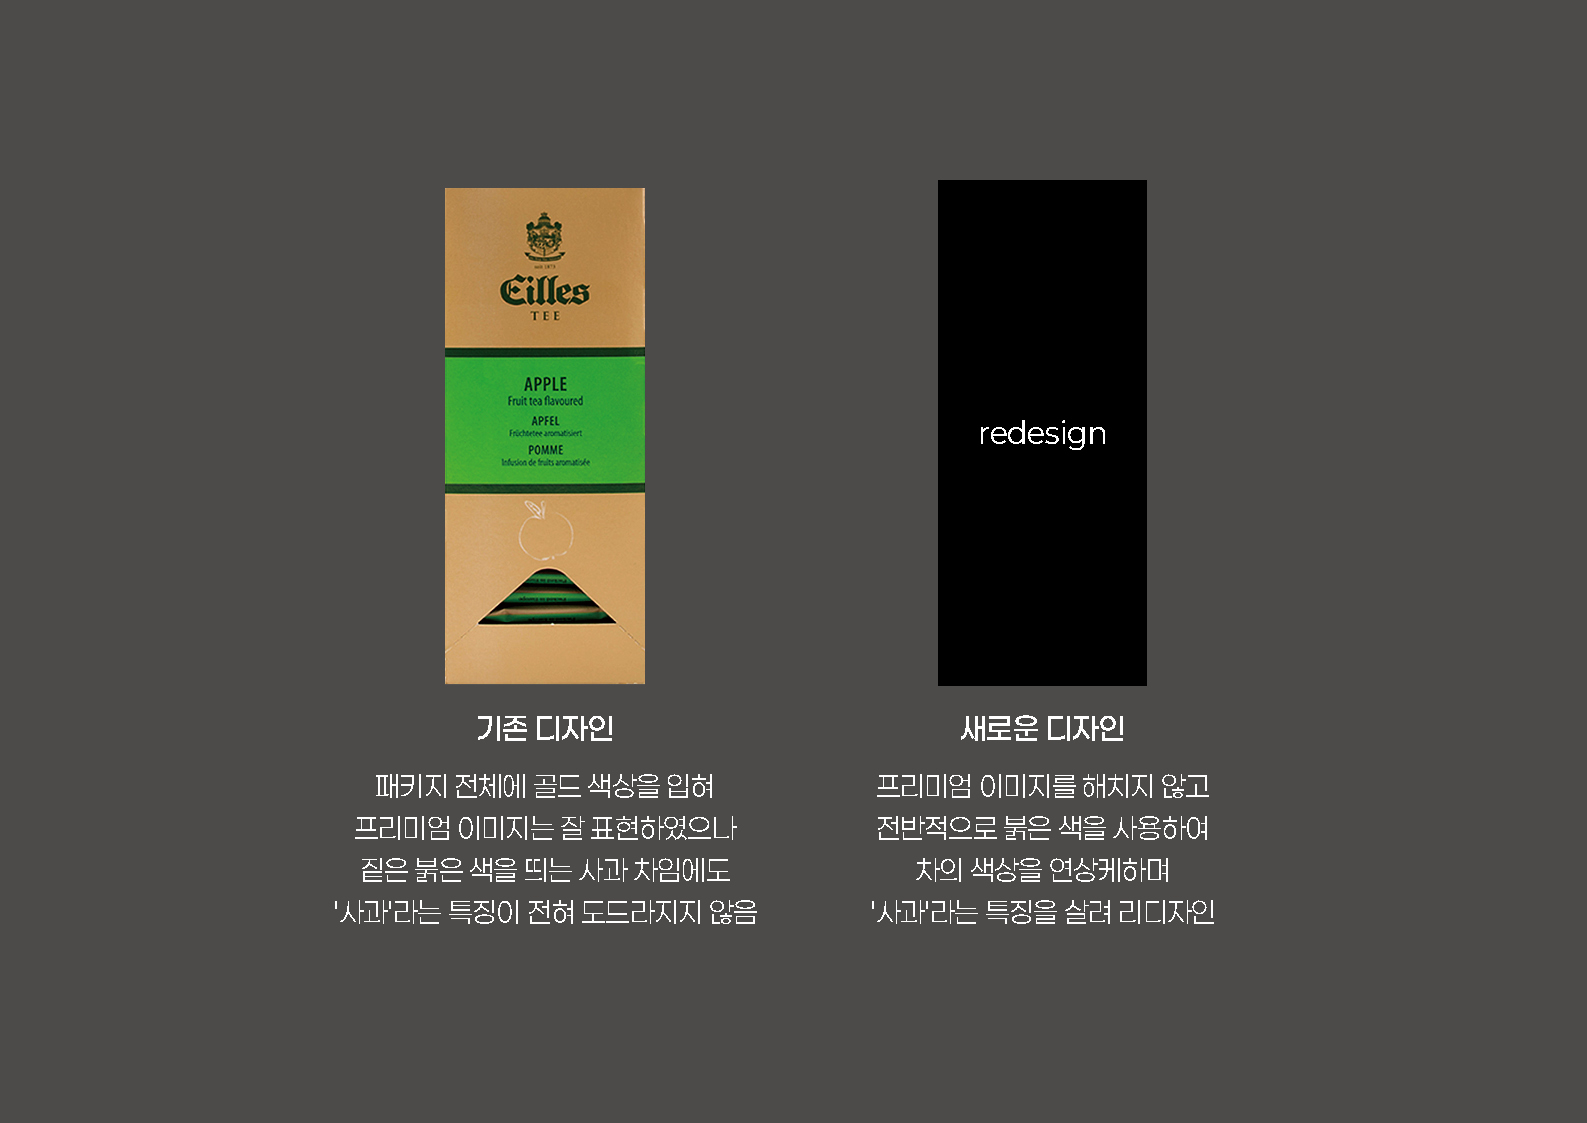 seit 1873
Eilles
TEE
APPLE
Fruit tea flavoured
APFEL
Früchtetee aromatisiert
POMME
Infusion de fruits aromatisée
redesign
기존 디자인
패키지 전체에 골드 색상을 입혀
프리미엄 이미지는 잘 표현하였으나
짙은 붉은 색을 띄는 사과 차임에도
'사과'라는 특징이 전혀 도드라지지 않음
새로운 디자인
프리미엄 이미지를 해치지 않고
전반적으로 붉은 색을 사용하여
차의 색상을 연상케하며
'사과'라는 특징을 살려 리디자인